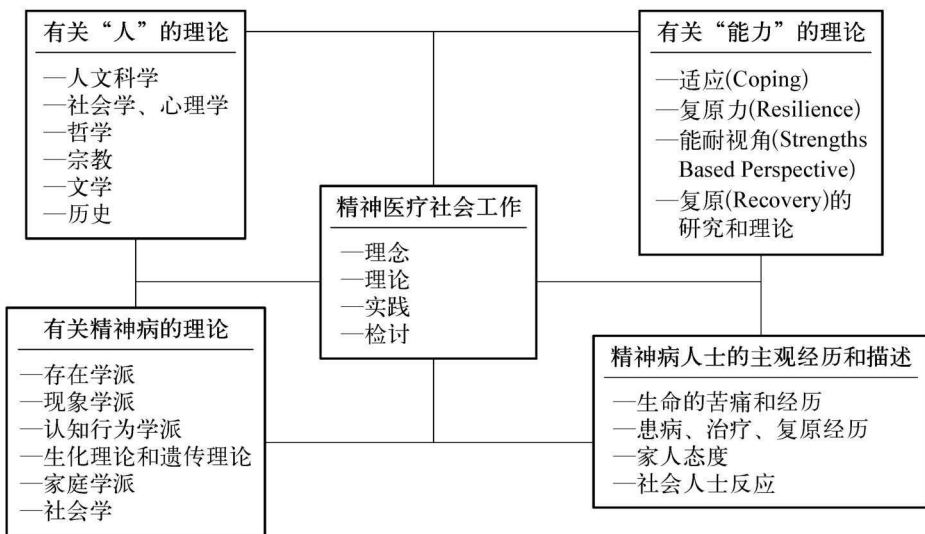 有关“人”的理论
—人文科学
—社会学、心理学
—哲学
—宗教
—文学
—历史
有关“能力”的理论
—适应(Coping)
—复原力(Resilience)
—能耐视角(Strengths
Based Perspective)
—复原(Recovery)的
研究和理论
精神医疗社会工作
—理念
—理论
—实践
—检讨
有关精神病的理论
—存在学派
—现象学派
—认知行为学派
—生化理论和遗传理论
—家庭学派
—社会学
精神病人士的主观经历和描述
—生命的苦痛和经历
—患病、治疗、复原经历
—家人态度
—社会人士反应